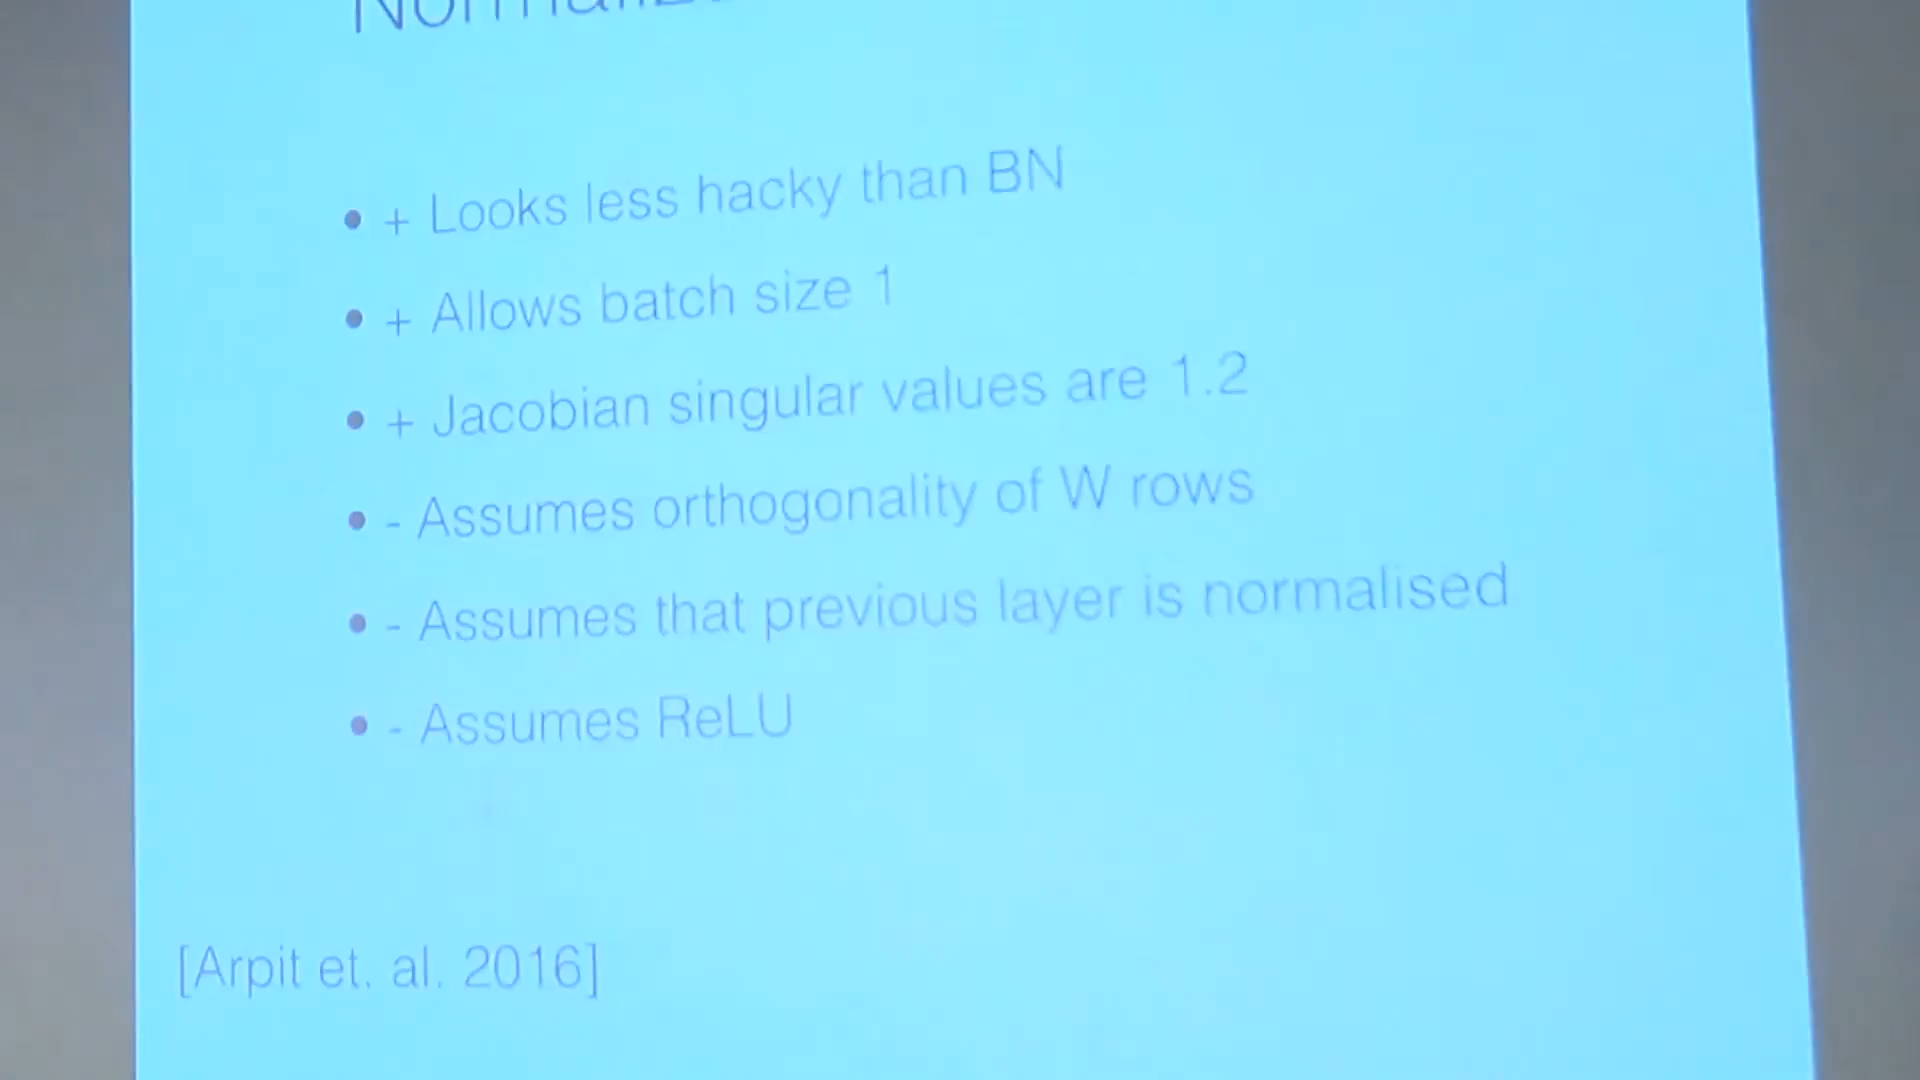 • + Looks less hacky than BN
• + Allows batch size 1
• + Jacobian singular values are 1.2
• - Assumes orthogonality of W rows
• - Assumes that previous layer is normalised
• - Assumes ReLU
[Arpit et. al. 2016]